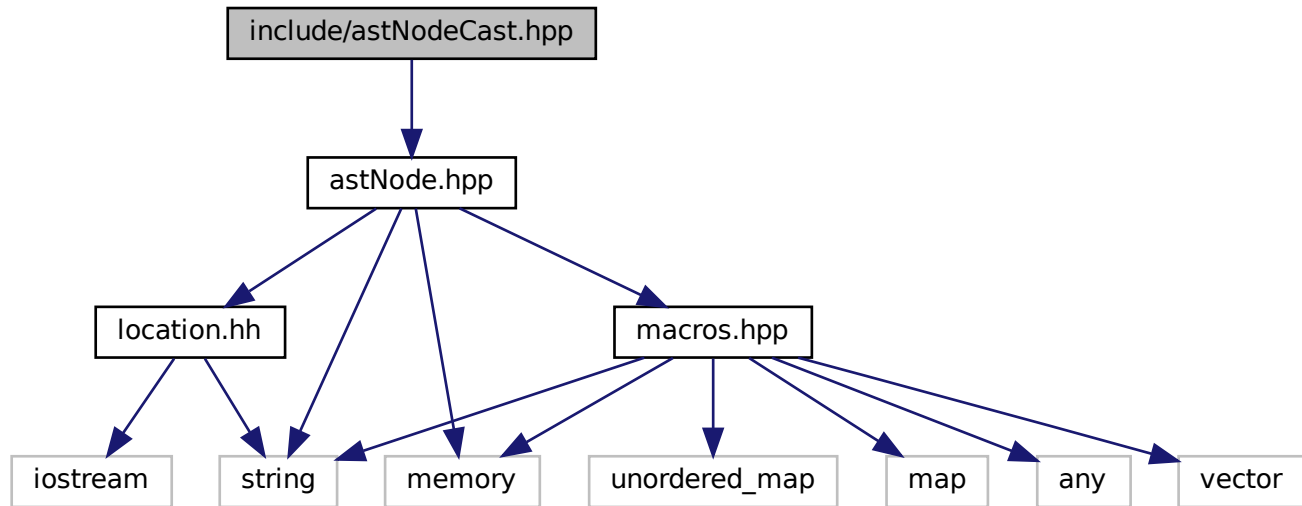 include/astNodeCast.hpp
astNode.hpp
location.hh
macros.hpp
iostream
string
memory
unordered_map
map
any
vector